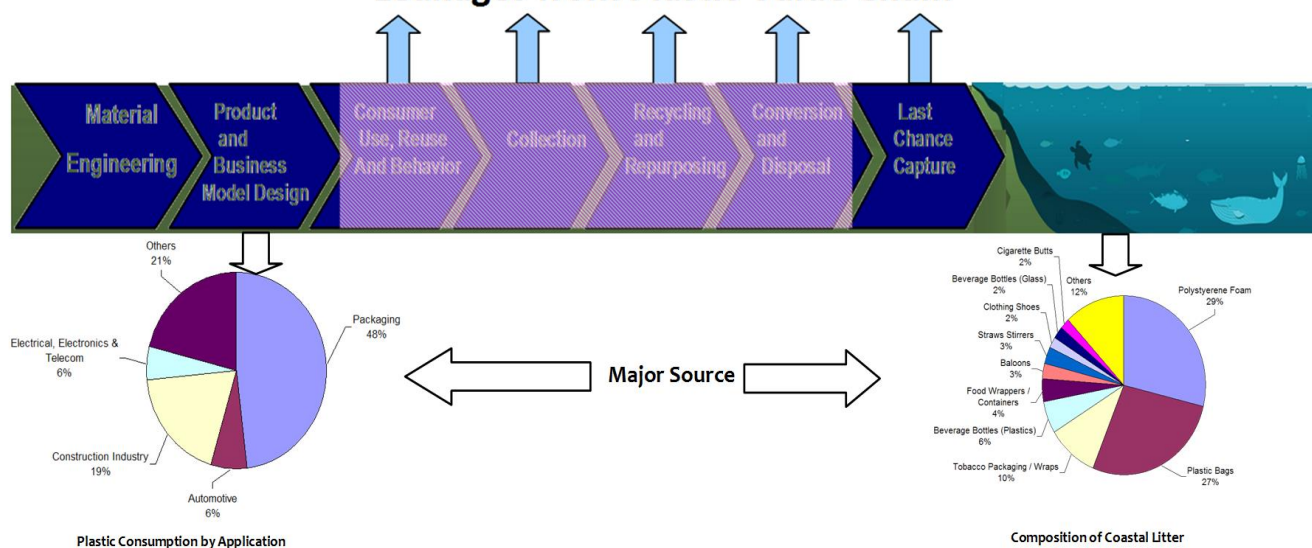 Material
Engineering
Product
and
Business
Model Design
Consumer
Use, Reuse
And Behavior
Collection
Recycling
and
Repurposing
Conversion
and
Disposal
Last
Chance
Capture
Others
21%
Packaging
48%
Electrical, Electronics &
Telecom
6%
Construction Industry
19%
Automotive
6%
Plastic Consumption by Application
Major Source
Cigarette Butts
2%
Beverage Bottles (Glass)
2%
Others
12%
Clothing Shoes
2%
Straws Stirrers
3%
Baloons
3%
Food Wrappers /
Containers
4%
Beverage Bottles (Plastics)
6%
Tobacco Packaging / Wraps
10%
Polystyrene Foam
29%
Plastic Bags
27%
Composition of Coastal Litter